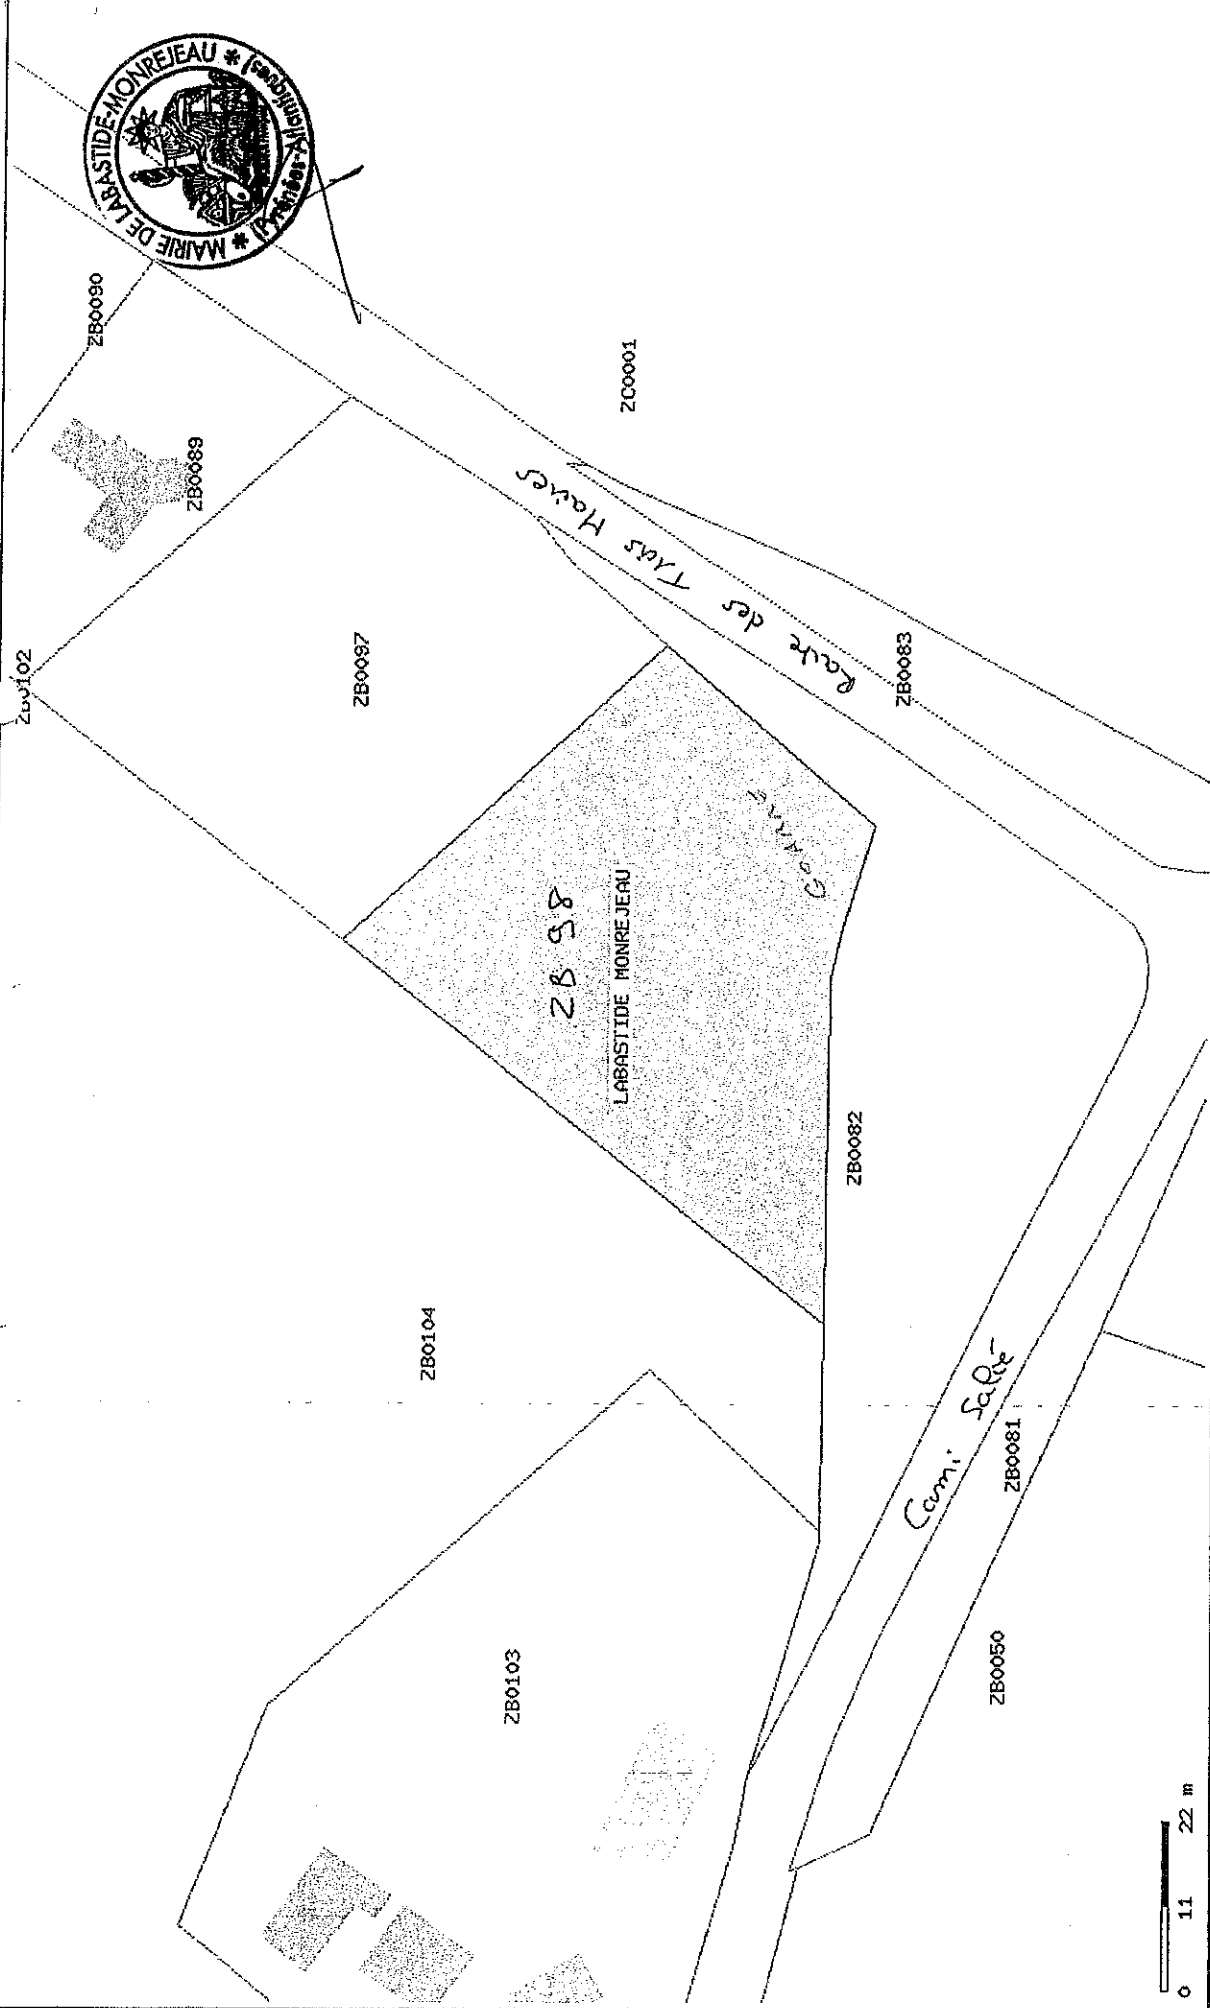 MAIRIE DE LABASTIDE-MONREJEAU * (Pyrénées-Atlantiques) *
ZB0090
ZB0089
ZB0102
ZB0097
ZC0001
Route des Trois Maires
ZB0083
ZB 98
LABASTIDE MONREJEAU
ZB0082
ZB0104
ZB0103
Cami Salié
ZB0081
ZB0050
0 11 22 m